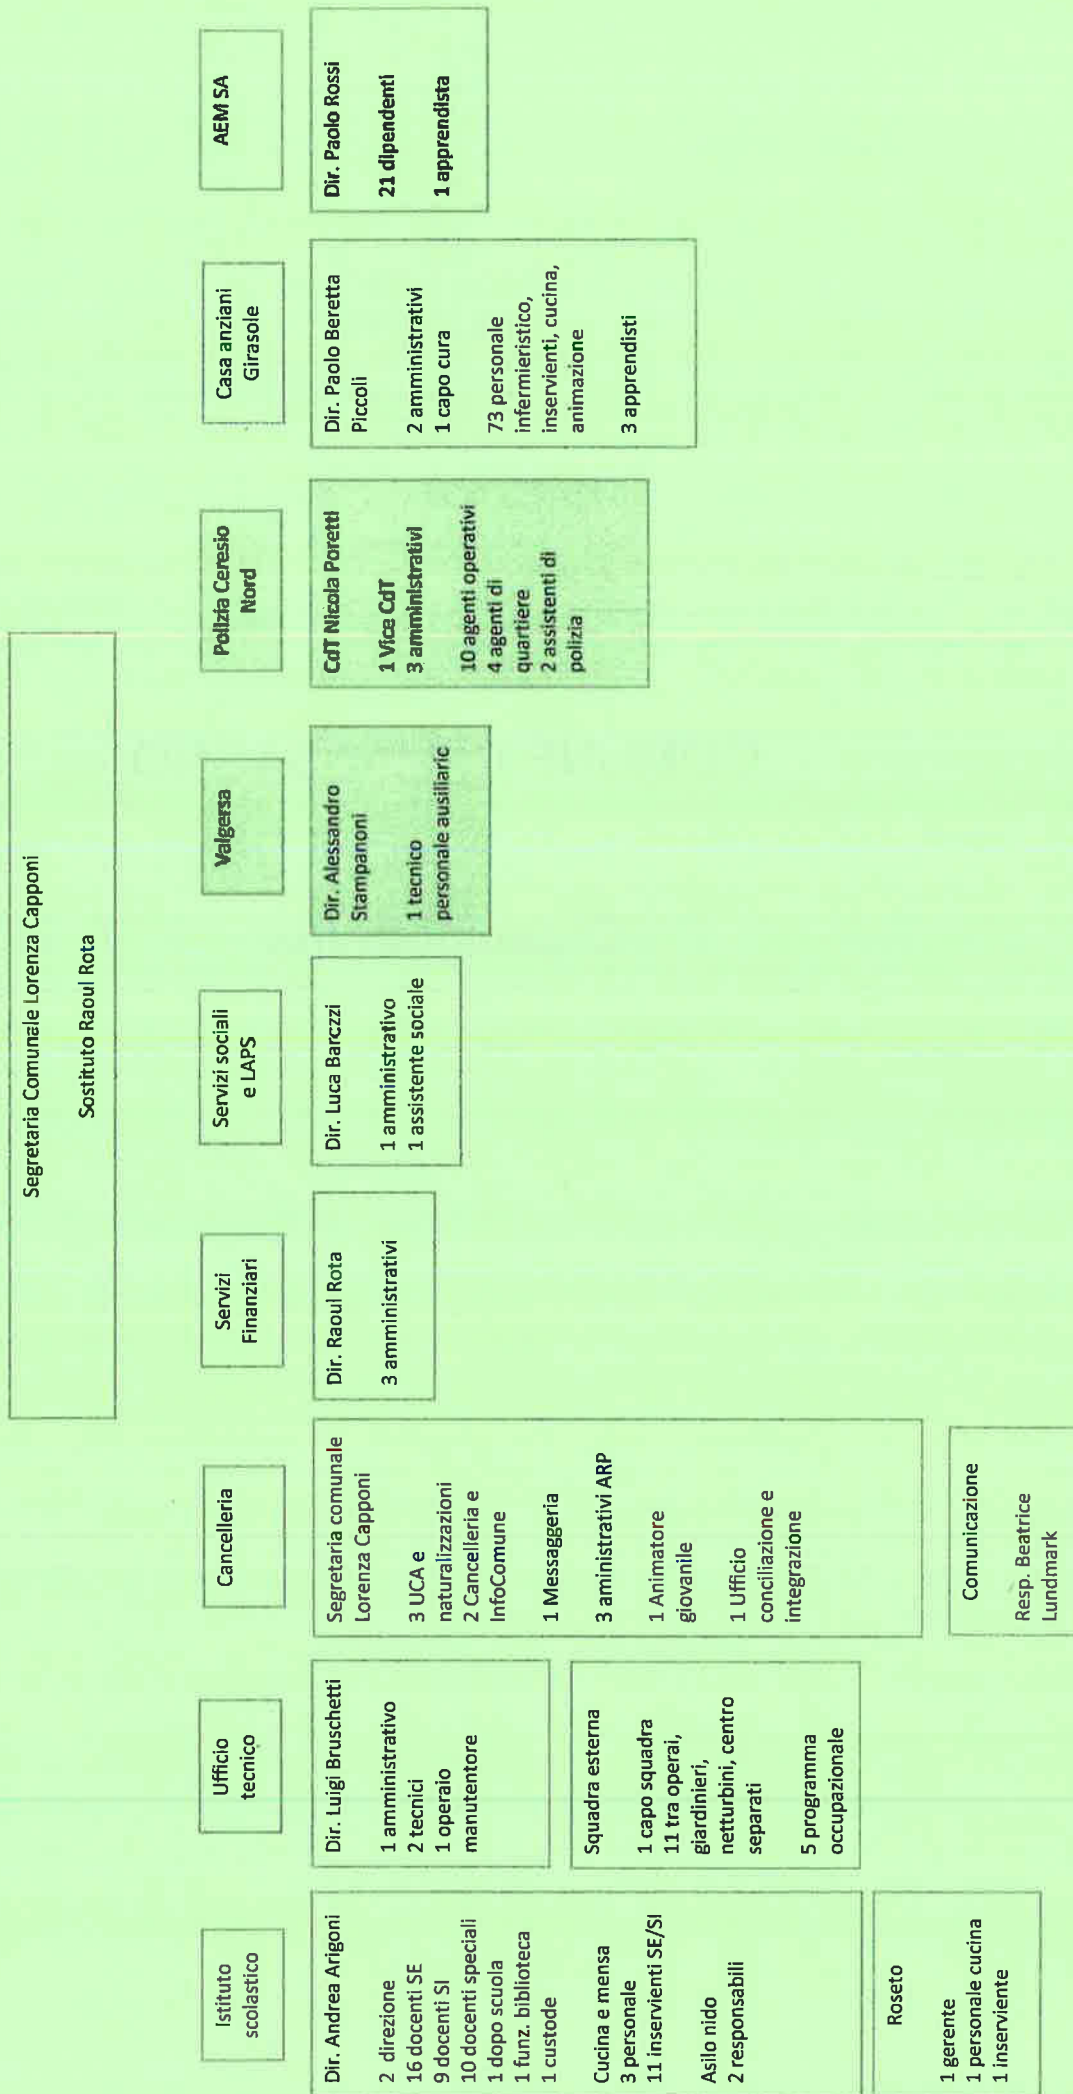 Segretaria Comunale Lorenza Capponi
Sostituto Raoul Rota
Istituto
scolastico
Dir. Andrea Arigoni
2 direzione
16 docenti SE
9 docenti SI
10 docenti speciali
1 dopo scuola
1 funz. biblioteca
1 custode
Cucina e mensa
3 personale
11 inservienti SE/SI
Asilo nido
2 responsabili
Roseto
1 gerente
1 personale cucina
1 inserviente
Ufficio
tecnico
Dir. Luigi Bruschetti
1 amministrativo
2 tecnici
1 operaio
manutentore
Squadra esterna
1 capo squadra
11 tra operai,
giardinieri,
netturbini, centro
separati
5 programma
occupazionale
Cancelleria
Segretaria comunale
Lorenza Capponi
3 UCA e
naturalizzazioni
2 Cancelleria e
InfoComune
1 Messaggeria
3 aministrativi ARP
1 Animatore
giovanile
1 Ufficio
conciliazione e
integrazione
Comunicazione
Resp. Beatrice
Lundmark
Servizi
Finanziari
Dir. Raoul Rota
3 amministrativi
Servizi sociali
e LAPS
Dir. Luca Barczzi
1 amministrativo
1 assistente sociale
Valgersa
Dir. Alessandro
Stampanoni
1 tecnico
personale ausiliaric
Polizia Ceresio
Nord
CdT Nicola Poretti
1 Vice CdT
3 amministrativi
10 agenti operativi
4 agenti di
quartiere
2 assistenti di
polizia
Casa anziani
Girasole
Dir. Paolo Beretta
Piccoli
2 amministrativi
1 capo cura
73 personale
infermieristico,
inservienti, cucina,
animazione
3 apprendisti
AEM SA
Dir. Paolo Rossi
21 dipendenti
1 apprendista